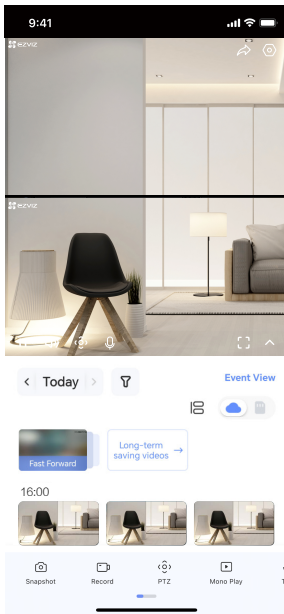 9:41
ezviz
ezviz
Today
Event View
Fast Forward
Long-term
saving videos
16:00
Snapshot
Record
PTZ
Mono Play